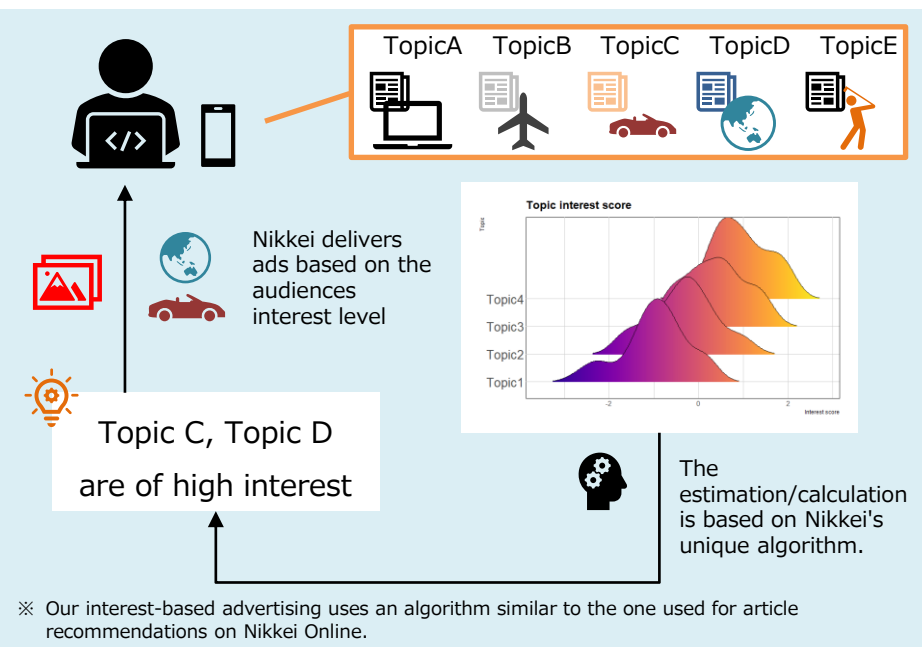 TopicA TopicB TopicC TopicD TopicE
</>
Topic interest score
Topic
Topic4
Topic3
Topic2
Topic1
-2 0 2
Interest score
Nikkei delivers
ads based on the
audiences
interest level
Topic C, Topic D
are of high interest
The
estimation/calculation
is based on Nikkei's
unique algorithm.
※ Our interest-based advertising uses an algorithm similar to the one used for article
recommendations on Nikkei Online.